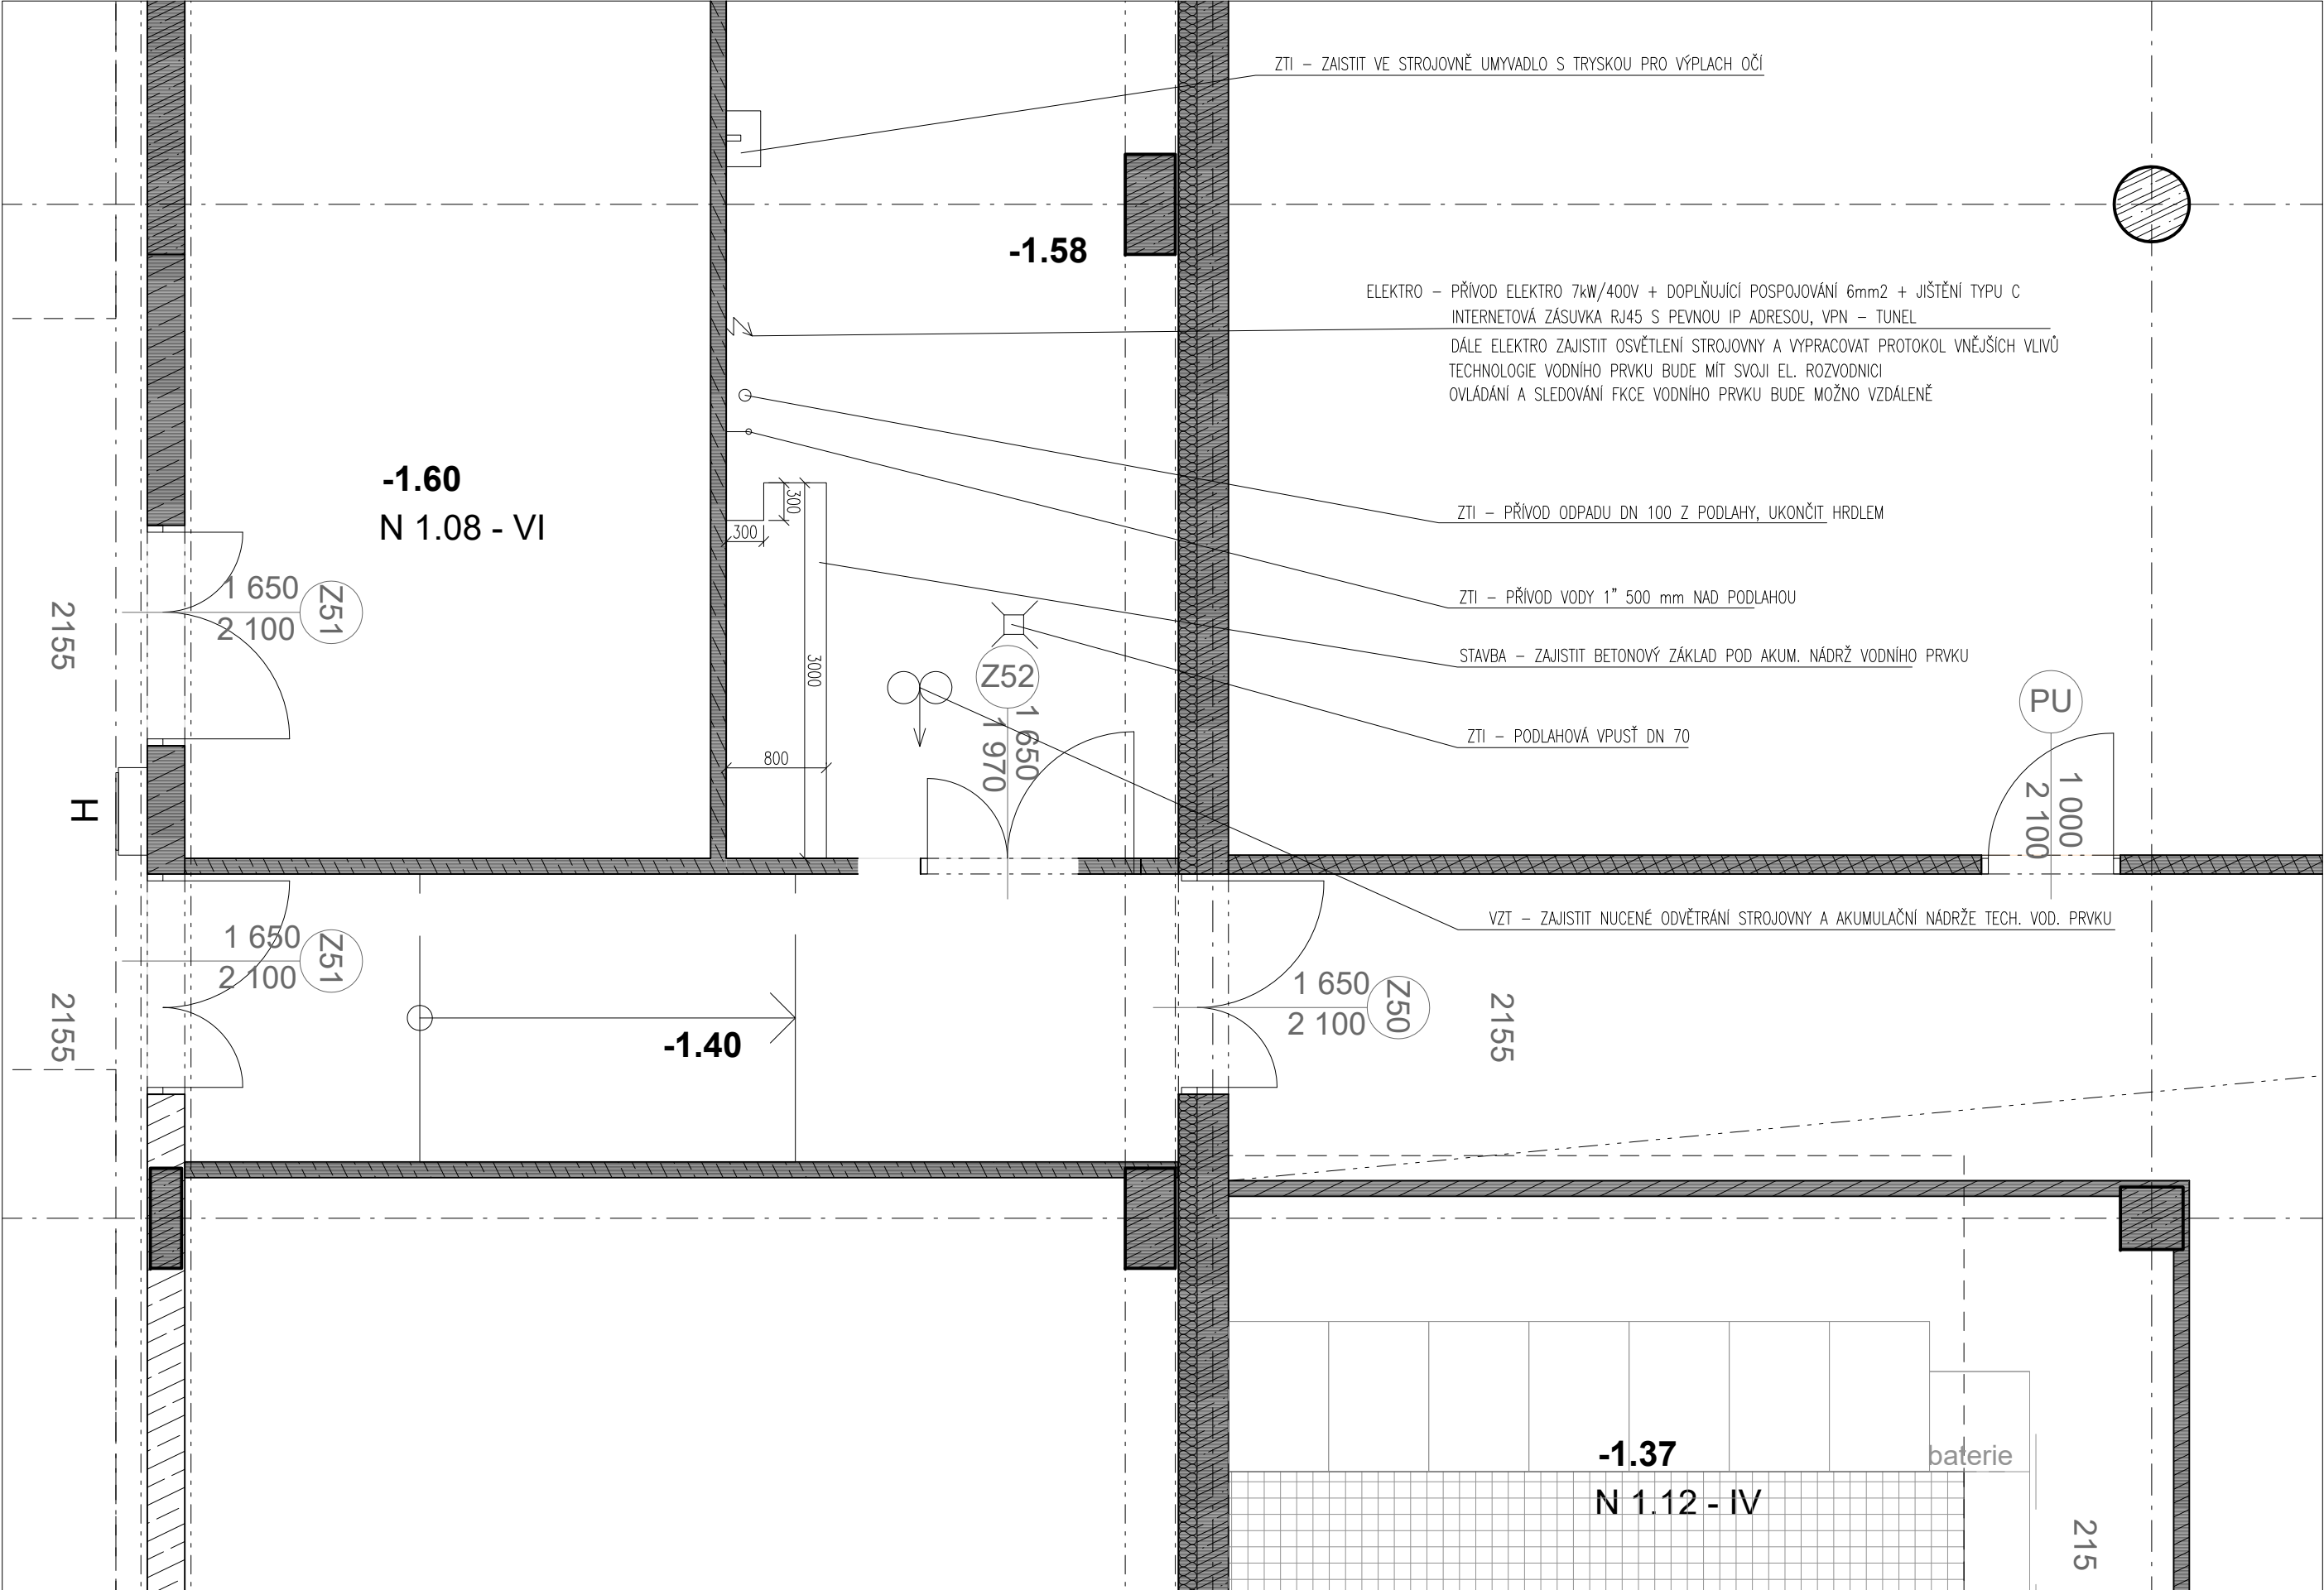 ZTI – ZAISTIT VE STROJOVNĚ UMYVADLO S TRYSKOU PRO VÝPLACH OČÍ
-1.58
ELEKTRO – PŘÍVOD ELEKTRO 7kW/400V + DOPLŇUJÍCÍ POSPOJOVÁNÍ 6mm2 + JIŠTĚNÍ TYPU C
INTERNETOVÁ ZÁSUVKA RJ45 S PEVNOU IP ADRESOU, VPN – TUNEL
DÁLE ELEKTRO ZAJISTIT OSVĚTLENÍ STROJOVNY A VYPRACOVAT PROTOKOL VNĚJŠÍCH VLIVŮ
TECHNOLOGIE VODNÍHO PRVKU BUDE MÍT SVOJI EL. ROZVODNICI
OVLÁDÁNÍ A SLEDOVÁNÍ FKCE VODNÍHO PRVKU BUDE MOŽNO VZDÁLENĚ
-1.60
N 1.08 - VI
300
300
ZTI – PŘÍVOD ODPADU DN 100 Z PODLAHY, UKONČIT HRDLEM
1 650
2 100
Z51
2155
ZTI – PŘÍVOD VODY 1" 500 mm NAD PODLAHOU
3000
STAVBA – ZAJISTIT BETONOVÝ ZÁKLAD POD AKUM. NÁDRŽ VODNÍHO PRVKU
Z52
1 650
1 970
PU
1 000
2 100
ZTI – PODLAHOVÁ VPUSŤ DN 70
800
H
VZT – ZAJISTIT NUCENÉ ODVĚTRÁNÍ STROJOVNY A AKUMULAČNÍ NÁDRŽE TECH. VOD. PRVKU
1 650
2 100
Z51
2155
-1.40
1 650
2 100
Z50
2155
-1.37
baterie
N 1.12 - IV
215